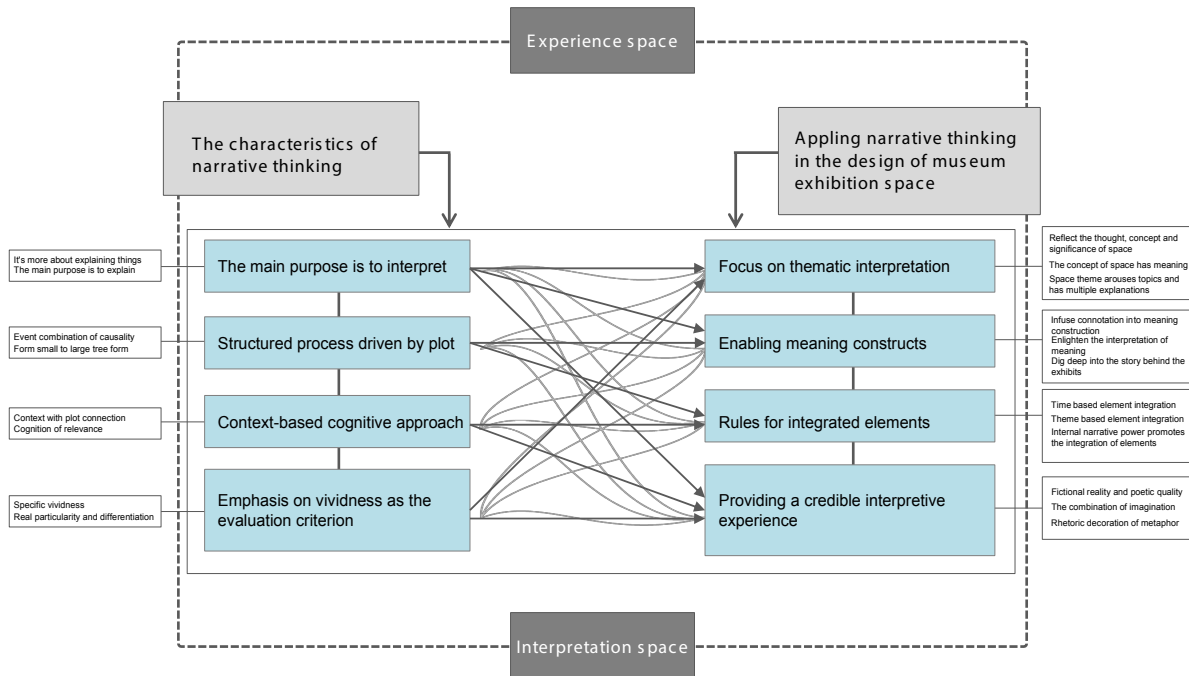 Experience space
The characteristics of
narrative thinking
Appling narrative thinking
in the design of museum
exhibition space
It's more about explaining things
The main purpose is to explain
The main purpose is to interpret
Focus on thematic interpretation
Reflect the thought, concept and
significance of space
The concept of space has meaning
Space theme arouses topics and
has multiple explanations
Event combination of causality
Form small to large tree form
Structured process driven by plot
Enabling meaning constructs
Infuse connotation into meaning
construction
Enlighten the interpretation of
meaning
Dig deep into the story behind the
exhibits
Context with plot connection
Cognition of relevance
Context-based cognitive approach
Rules for integrated elements
Time based element integration
Theme based element integration
Internal narrative power promotes
the integration of elements
Specific vividness
Real particularity and differentiation
Emphasis on vividness as the
evaluation criterion
Providing a credible interpretive
experience
Fictional reality and poetic quality
The combination of imagination
Rhetoric decoration of metaphor
Interpretation space